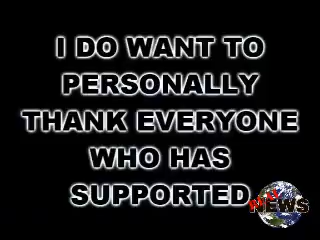 I DO WANT TO
PERSONALLY
THANK EVERYONE
WHO HAS
SUPPORTED
NEWS